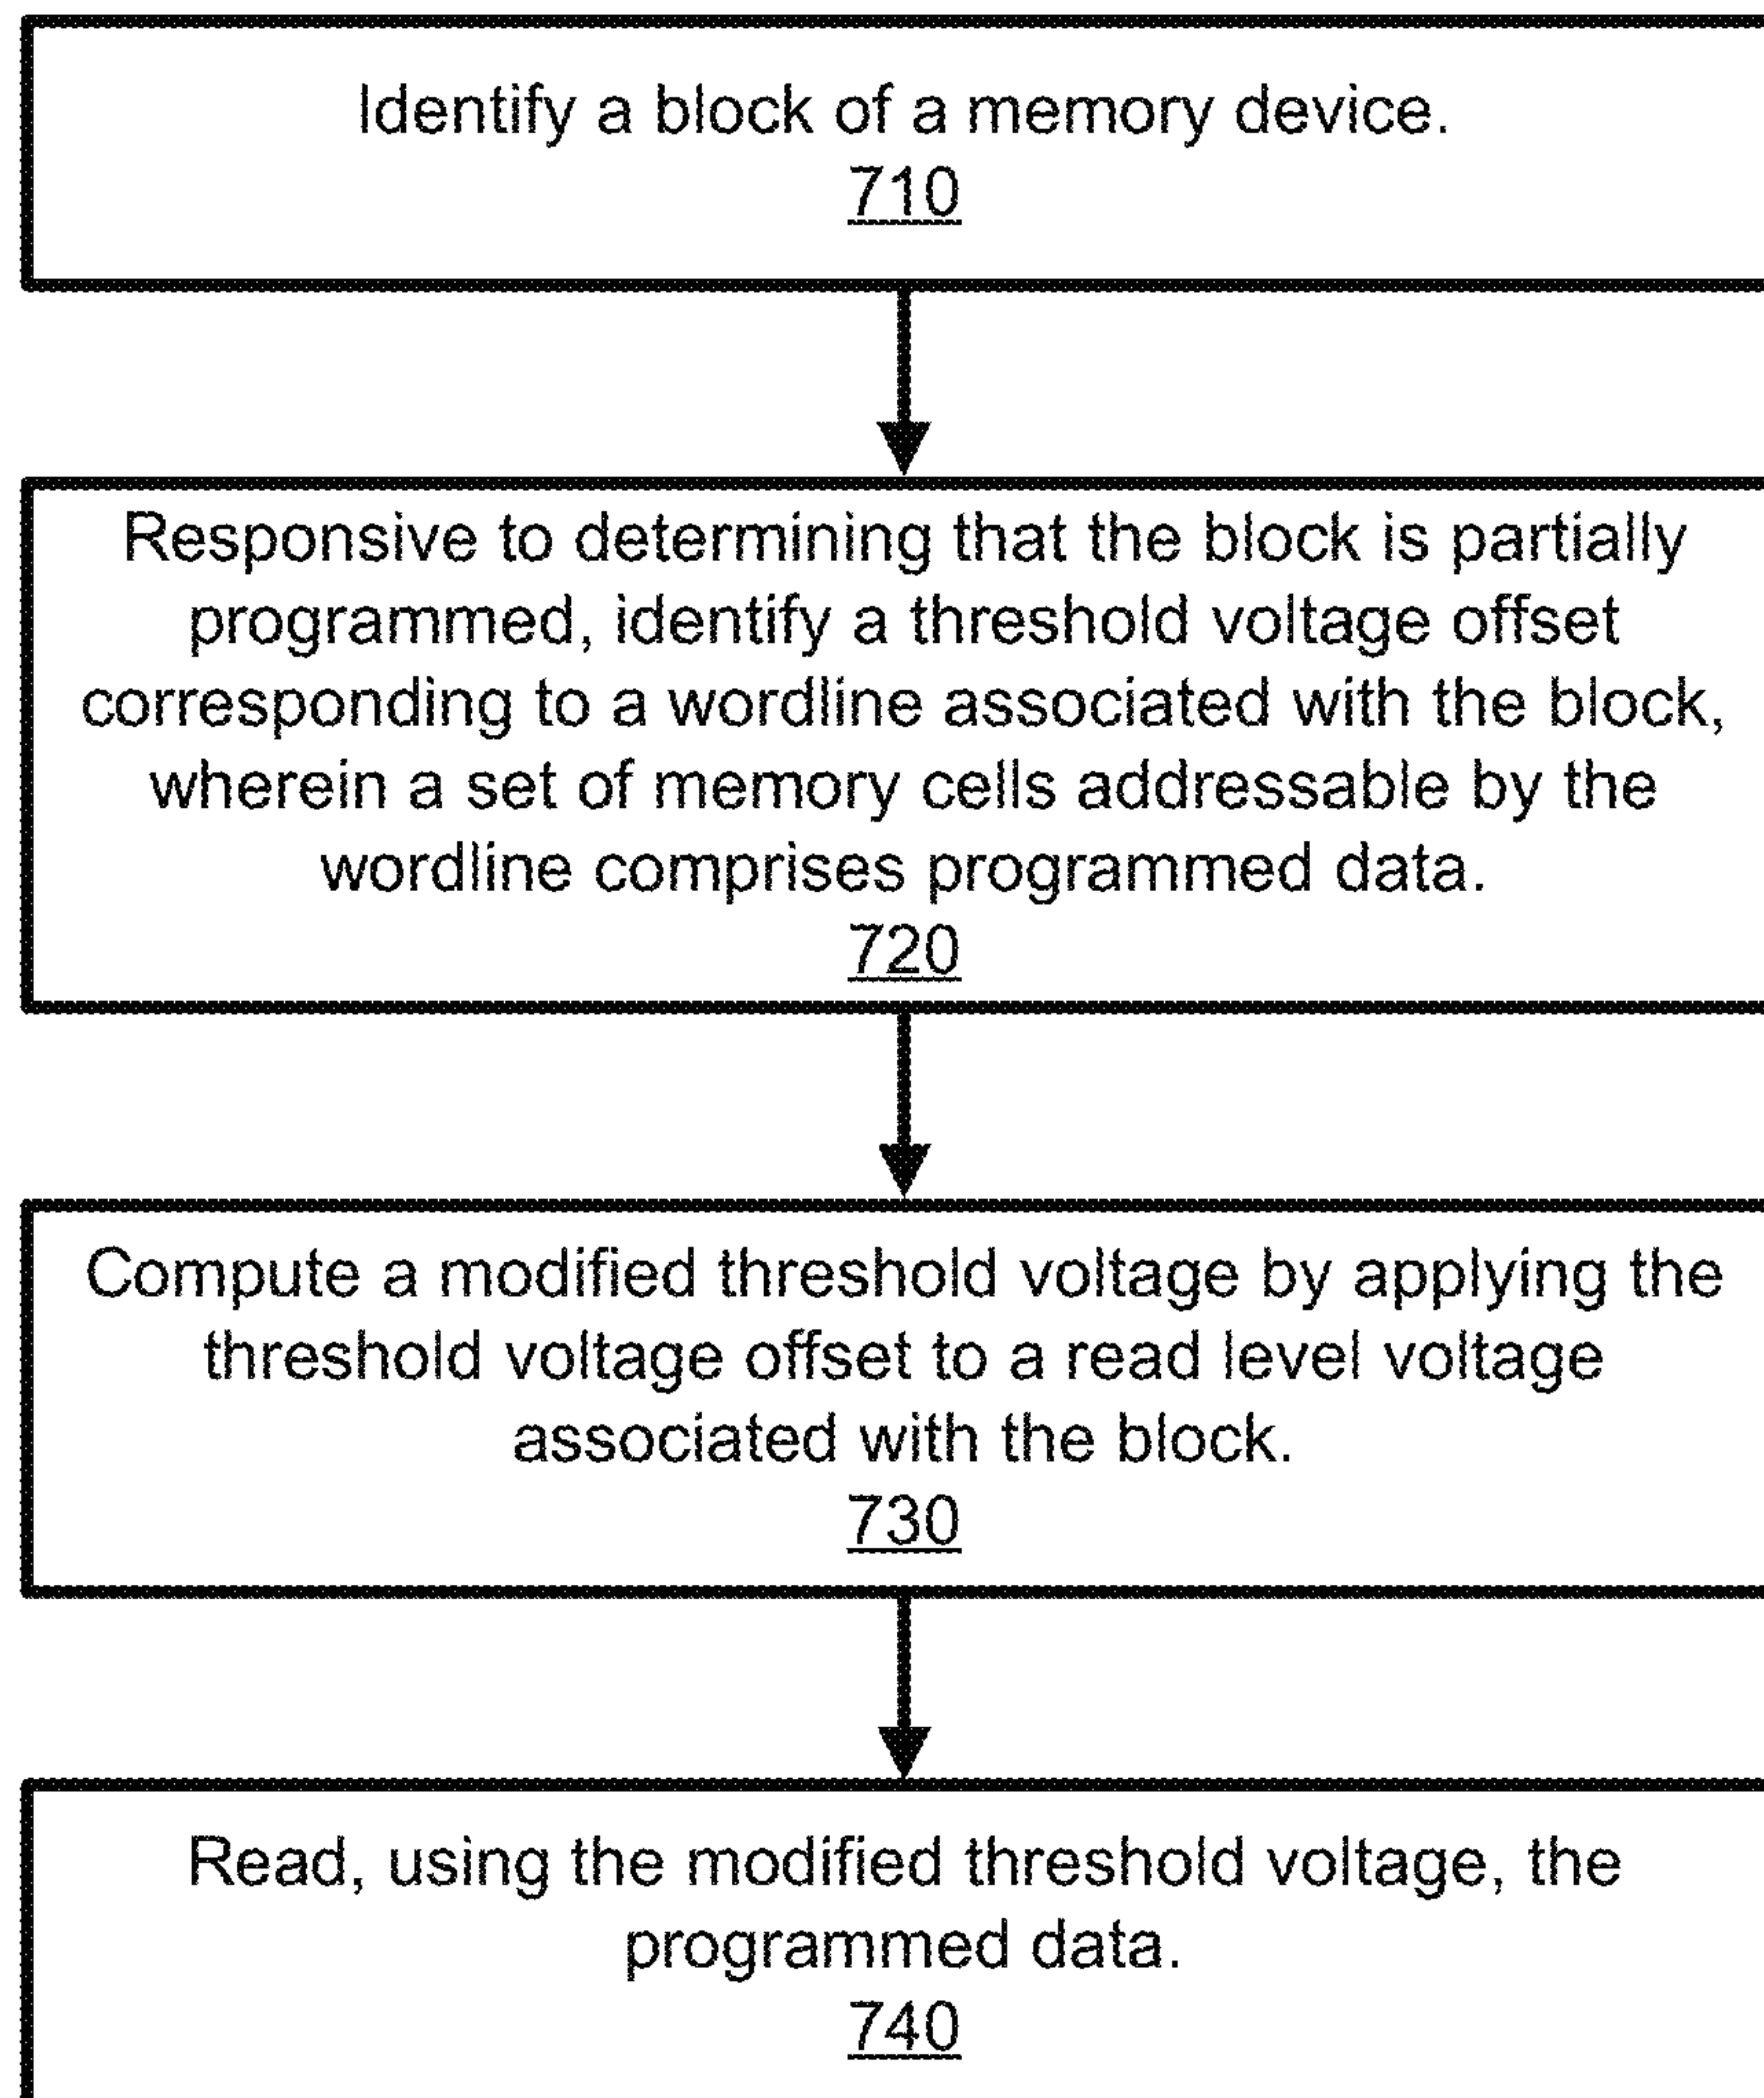 Identify a block of a memory device.
710
Responsive to determining that the block is partially
programmed, identify a threshold voltage offset
corresponding to a wordline associated with the block,
wherein a set of memory cells addressable by the
wordline comprises programmed data.
720
Compute a modified threshold voltage by applying the
threshold voltage offset to a read level voltage
associated with the block.
730
Read, using the modified threshold voltage, the
programmed data.
740